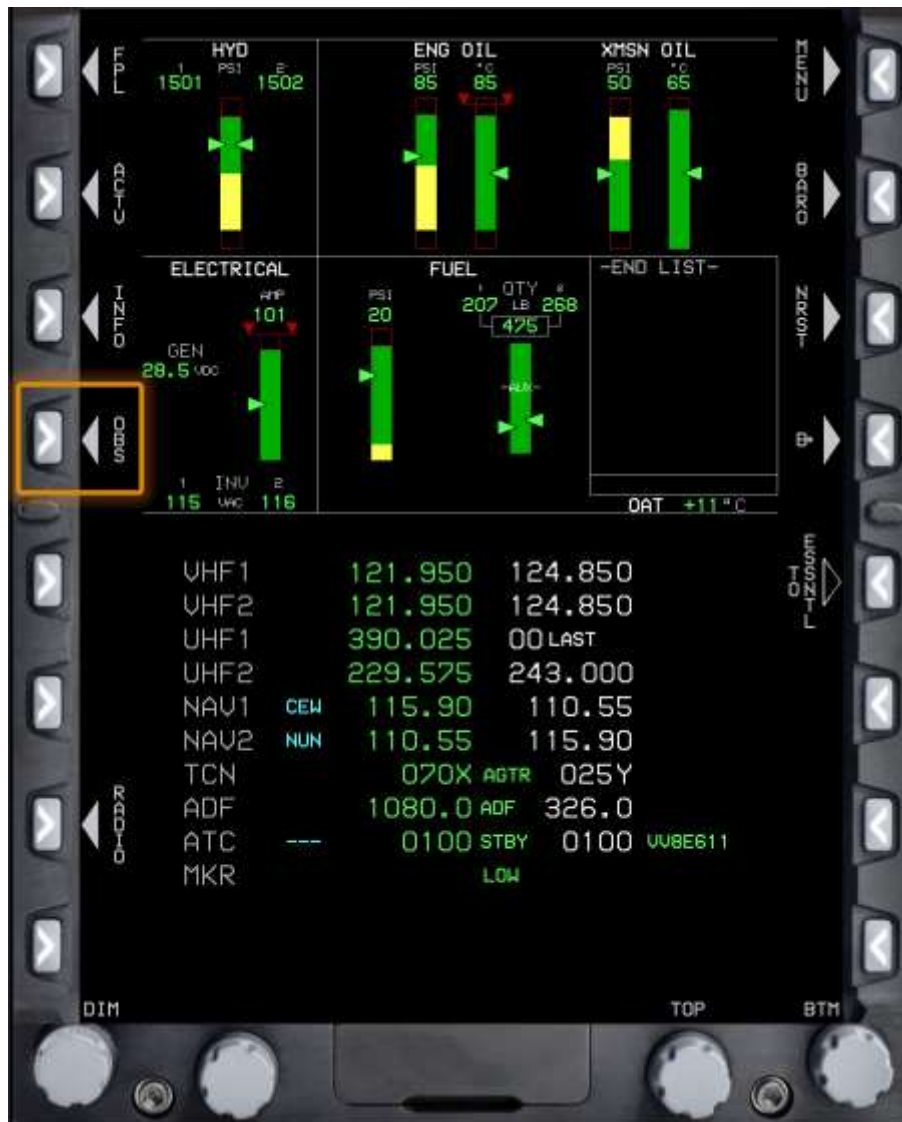 FPL
HYD
ENG OIL
XMSN OIL
MENU
1 PSI 2
PSI °C
PSI °C
1501 1502
85 85
50 65
ACTV
BARO
ELECTRICAL
FUEL
-END LIST-
INFO
AMP
101
PSI
20
1 QTY 2
207 LB 268
475
NRST
GEN
28.5 VDC
-AUX-
OBS
D
1 INV 2
115 VAC 116
OAT +11°C
ESSNTL
TO
VHF1 121.950 124.850
VHF2 121.950 124.850
UHF1 390.025 00 LAST
UHF2 229.575 243.000
NAV1 CEW 115.90 110.55
NAV2 NUN 110.55 115.90
TCN 070X AGTR 025Y
ADF 1080.0 ADF 326.0
ATC --- 0100 STBY 0100 VV8E611
MKR LOW
RADIO
DIM
TOP
BTM